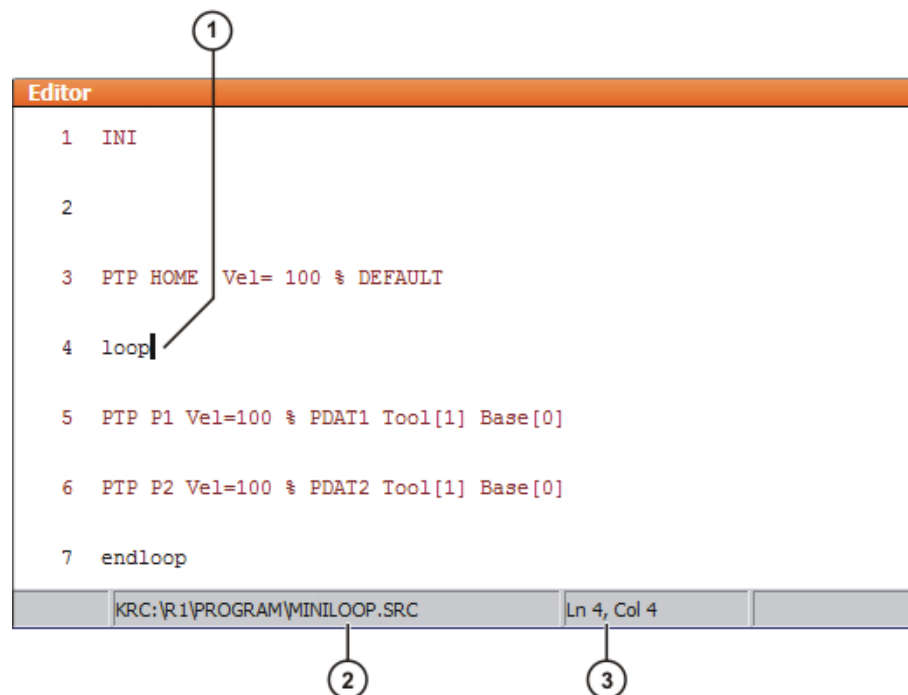 1
Editor
1 INI
2
3 PTP HOME  Vel= 100 % DEFAULT
4 loop
5 PTP P1 Vel=100 % PDAT1 Tool[1] Base[0]
6 PTP P2 Vel=100 % PDAT2 Tool[1] Base[0]
7 endloop
KRC:\R1\PROGRAM\MINILOOP.SRC Ln 4, Col 4
2 3